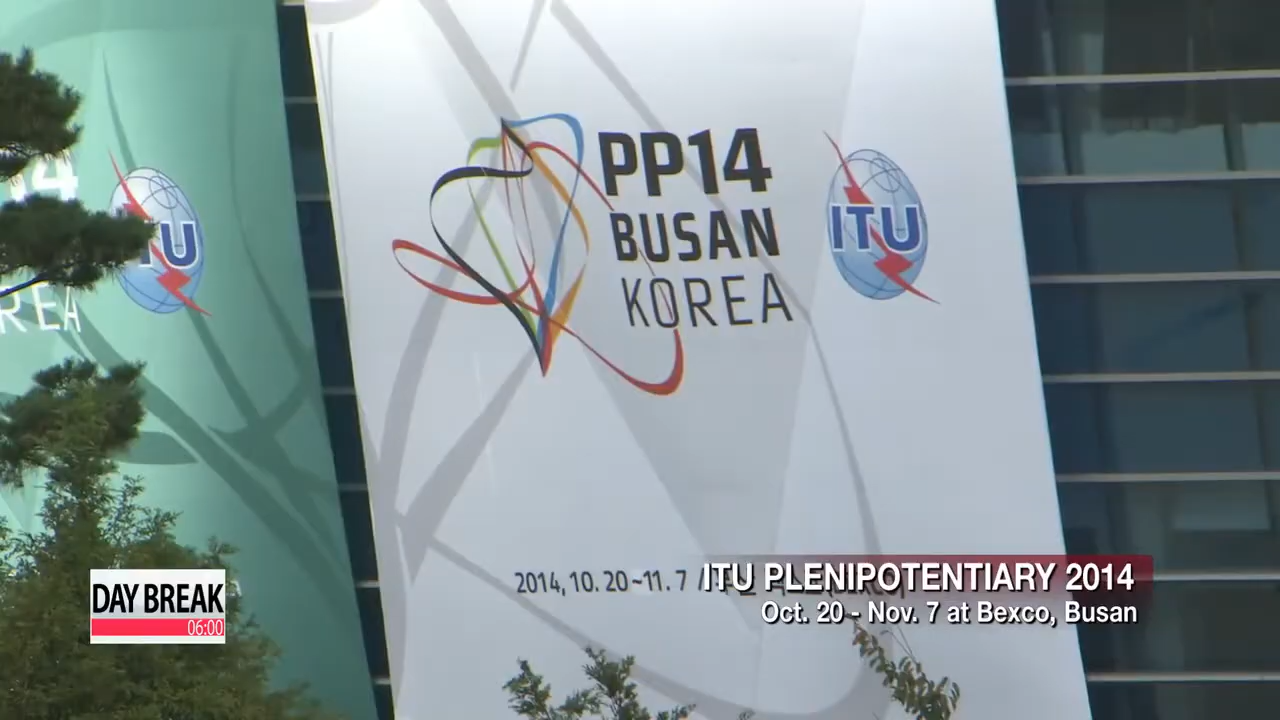 PP14
BUSAN
KOREA
ITU
14
ITU
REA
2014, 10. 20~11. 7
ITU PLENIPOTENTIARY 2014
Oct. 20 - Nov. 7 at Bexco, Busan
DAY BREAK
06:00